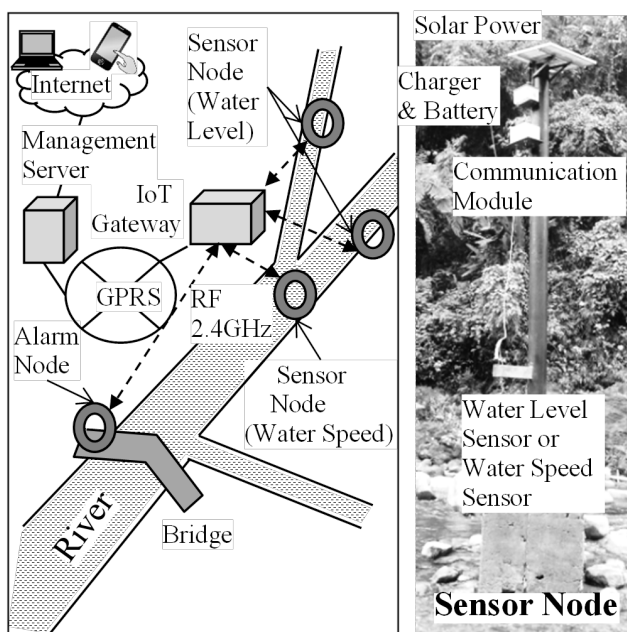 Internet
Management
Server
Sensor
Node
(Water
Level)
IoT
Gateway
GPRS
RF
2.4GHz
Alarm
Node
Sensor
Node
(Water Speed)
River
Bridge
Solar Power
Charger
& Battery
Communication
Module
Water Level
Sensor or
Water Speed
Sensor
Sensor Node